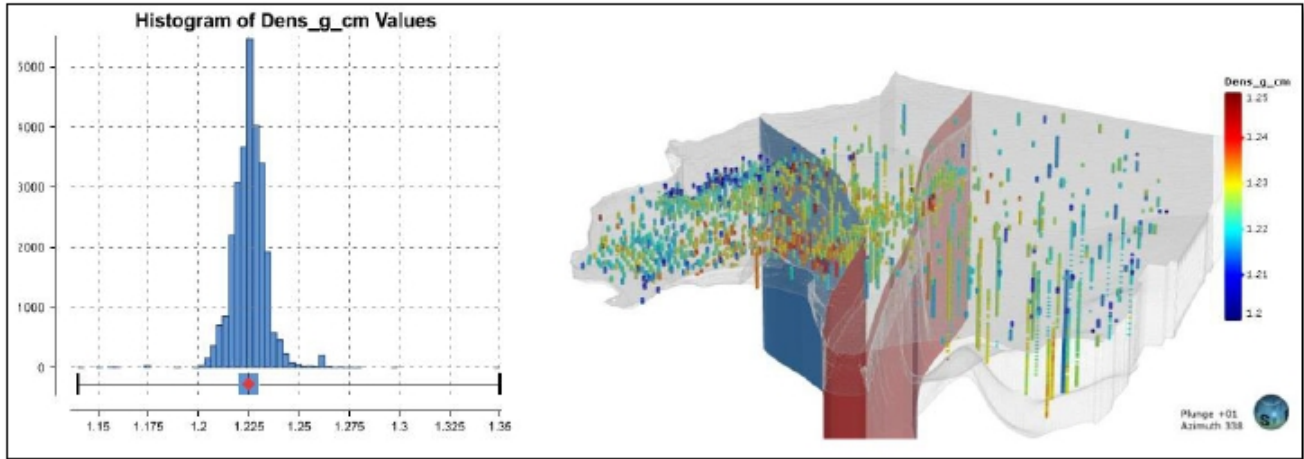 Histogram of Dens_g_cm Values
5000
4000
3000
2000
1000
0
1.15 1.175 1.2 1.225 1.25 1.275 1.3 1.325 1.35
Dens_g_cm
1.25
1.24
1.23
1.22
1.21
1.2
Plunge +01
Azimuth 338
S